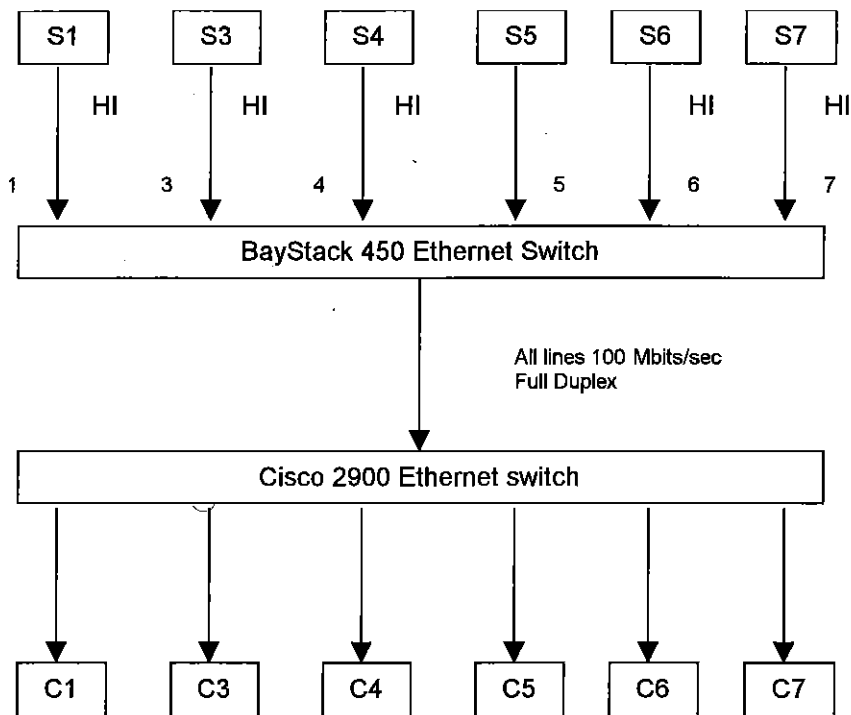 S1 S3 S4 S5 S6 S7
HI HI HI HI HI
1 3 4 5 6 7
BayStack 450 Ethernet Switch
All lines 100 Mbits/sec
Full Duplex
Cisco 2900 Ethernet switch
C1 C3 C4 C5 C6 C7